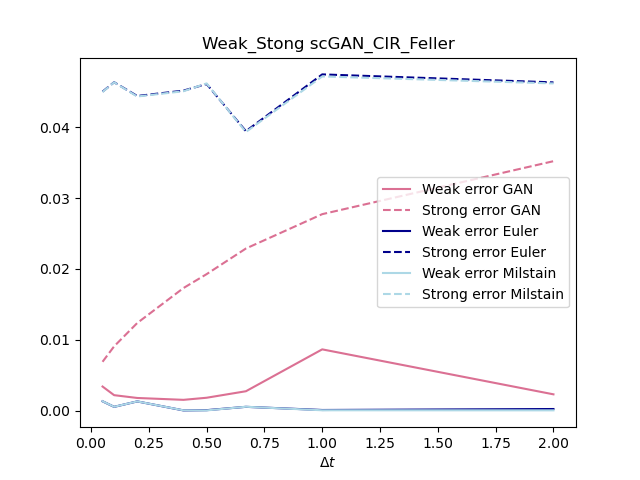 Weak_Stong scGAN_CIR_Feller
0.04
0.03
0.02
0.01
0.00
Weak error GAN
Strong error GAN
Weak error Euler
Strong error Euler
Weak error Milstain
Strong error Milstain
0.00 0.25 0.50 0.75 1.00 1.25 1.50 1.75 2.00
Δt